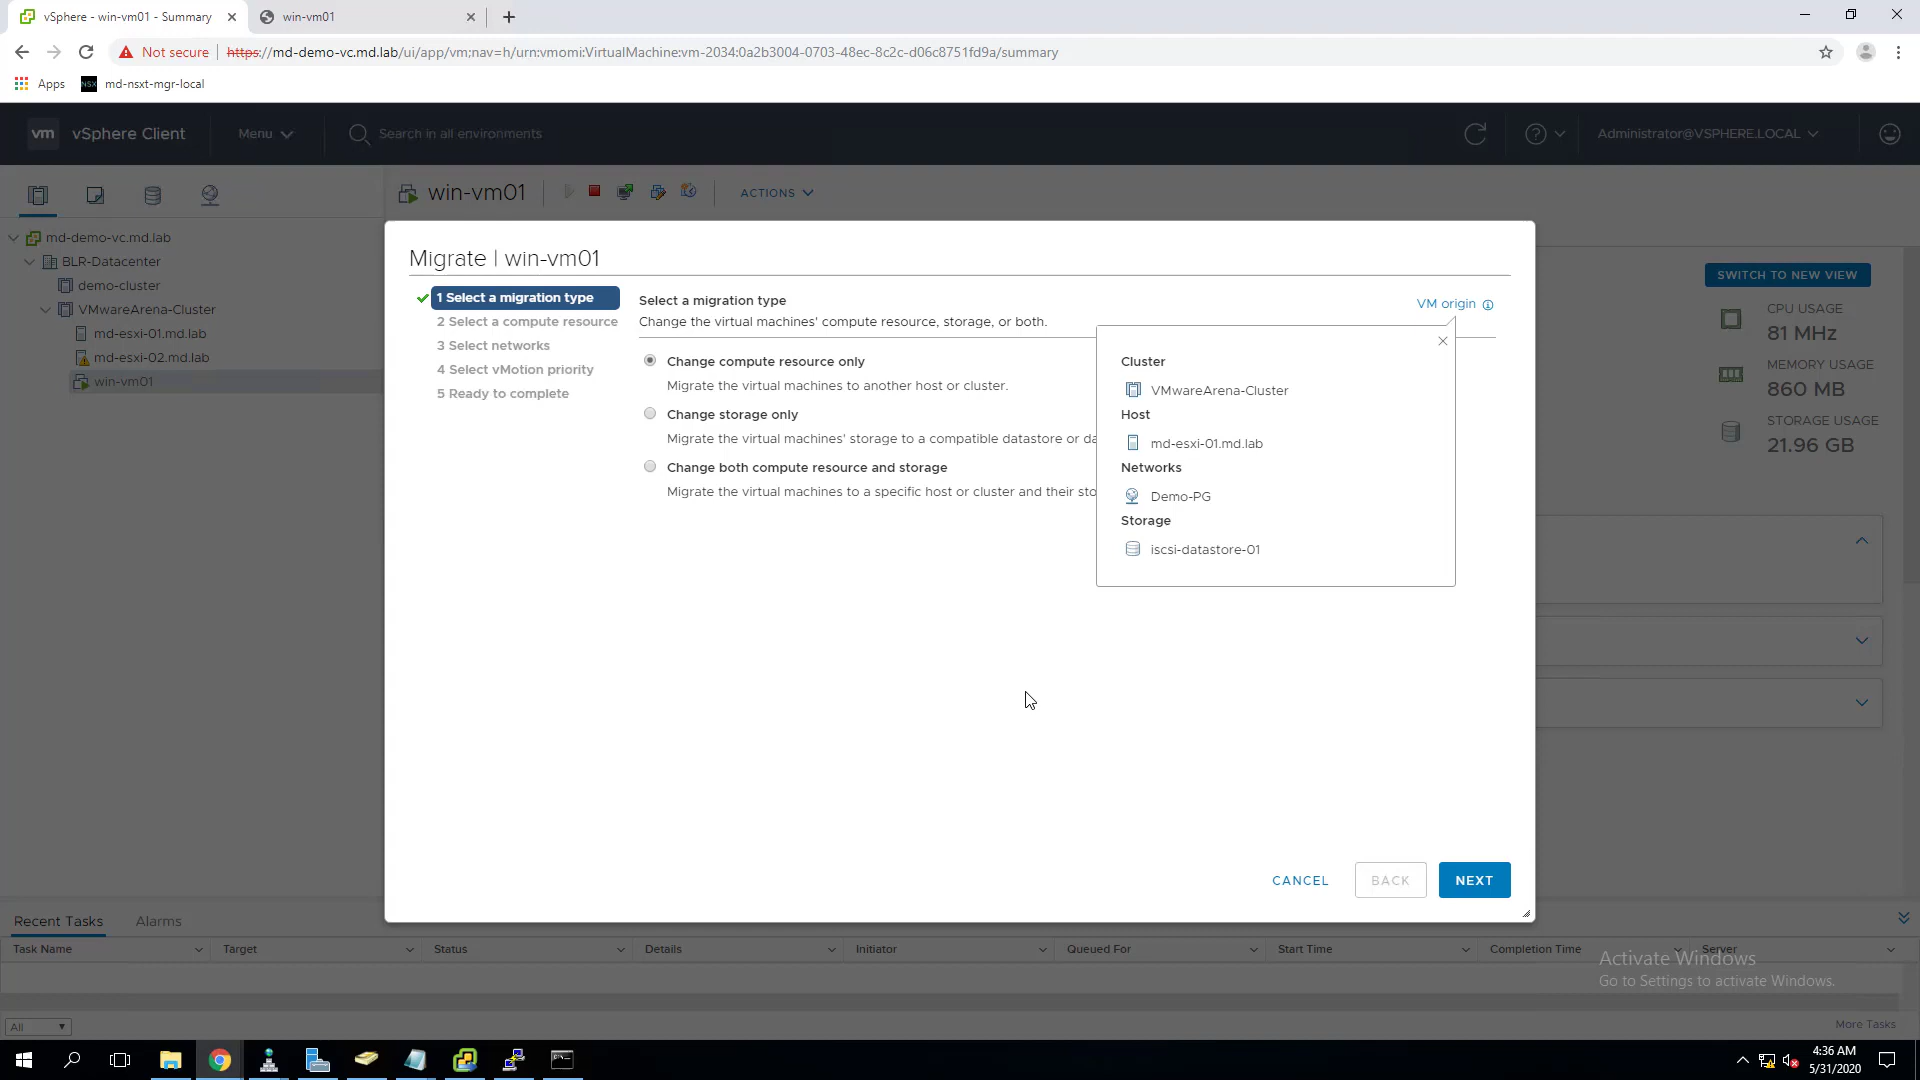 vSphere - win-vm01 - Summary
win-vm01
Not secure
https://md-demo-vc.md.lab/ui/app/vm;nav=h/urn:vmomi:VirtualMachine:vm-2034:0a2b3004-0703-48ec-8c2c-d06c8751fd9a/summary
Apps
NSX
md-nsxt-mgr-local
vm
vSphere Client
Menu
Search in all environments
Administrator@VSPHERE.LOCAL
win-vm01
ACTIONS
md-demo-vc.md.lab
BLR-Datacenter
demo-cluster
VMwareArena-Cluster
md-esxi-01.md.lab
md-esxi-02.md.lab
win-vm01
SWITCH TO NEW VIEW
CPU USAGE
81 MHz
MEMORY USAGE
860 MB
STORAGE USAGE
21.96 GB
Migrate | win-vm01
1 Select a migration type
2 Select a compute resource
3 Select networks
4 Select vMotion priority
5 Ready to complete
Select a migration type
Change the virtual machines' compute resource, storage, or both.
VM origin
Change compute resource only
Migrate the virtual machines to another host or cluster.
Change storage only
Migrate the virtual machines' storage to a compatible datastore or da
Change both compute resource and storage
Migrate the virtual machines to a specific host or cluster and their sto
Cluster
VMwareArena-Cluster
Host
md-esxi-01.md.lab
Networks
Demo-PG
Storage
iscsi-datastore-01
CANCEL
BACK
NEXT
Recent Tasks
Alarms
Task Name
Target
Status
Details
Initiator
Queued For
Start Time
Completion Time
Server
Activate Windows
Go to Settings to activate Windows.
All
More Tasks
4:36 AM
5/31/2020